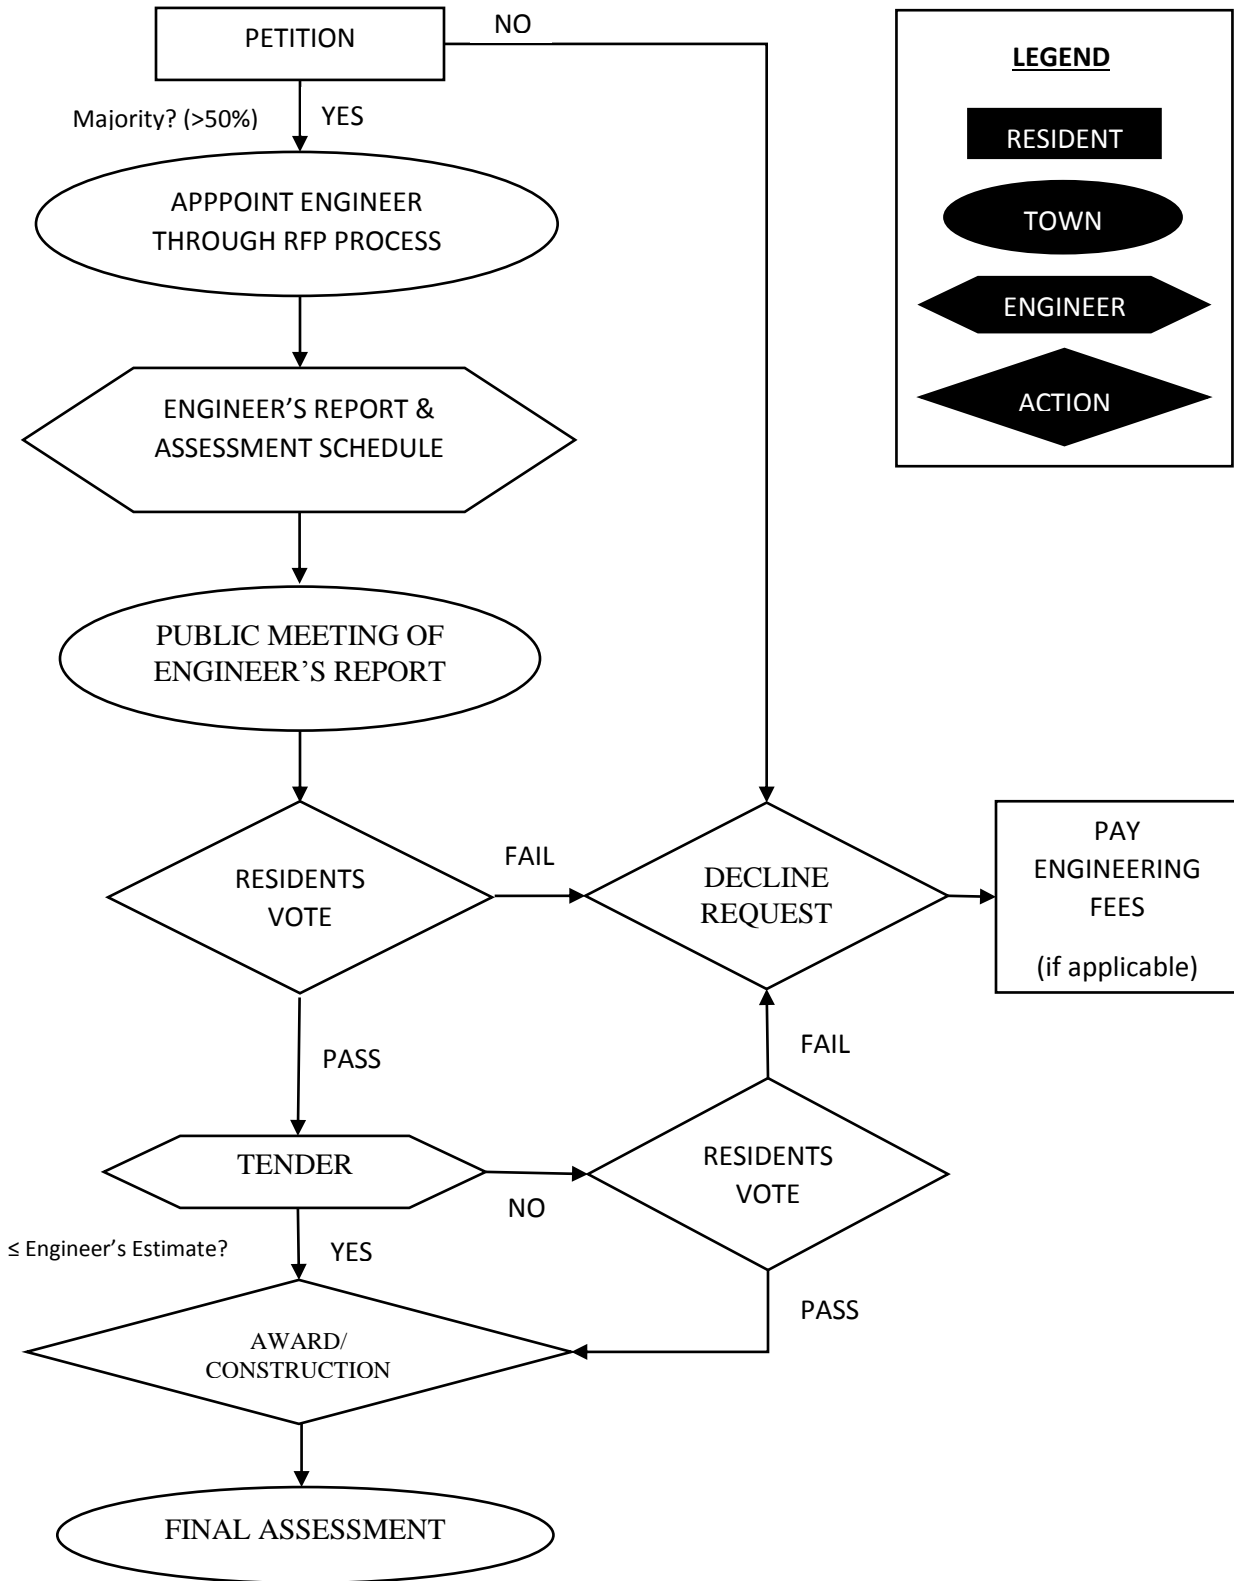 PETITION
NO
Majority? (>50%)
YES
APPPOINT ENGINEER
THROUGH RFP PROCESS
ENGINEER’S REPORT &
ASSESSMENT SCHEDULE
PUBLIC MEETING OF
ENGINEER’S REPORT
RESIDENTS
VOTE
FAIL
DECLINE
REQUEST
PAY
ENGINEERING
FEES
(if applicable)
PASS
FAIL
TENDER
NO
RESIDENTS
VOTE
≤ Engineer’s Estimate?
YES
PASS
AWARD/
CONSTRUCTION
FINAL ASSESSMENT
LEGEND
RESIDENT
TOWN
ENGINEER
ACTION